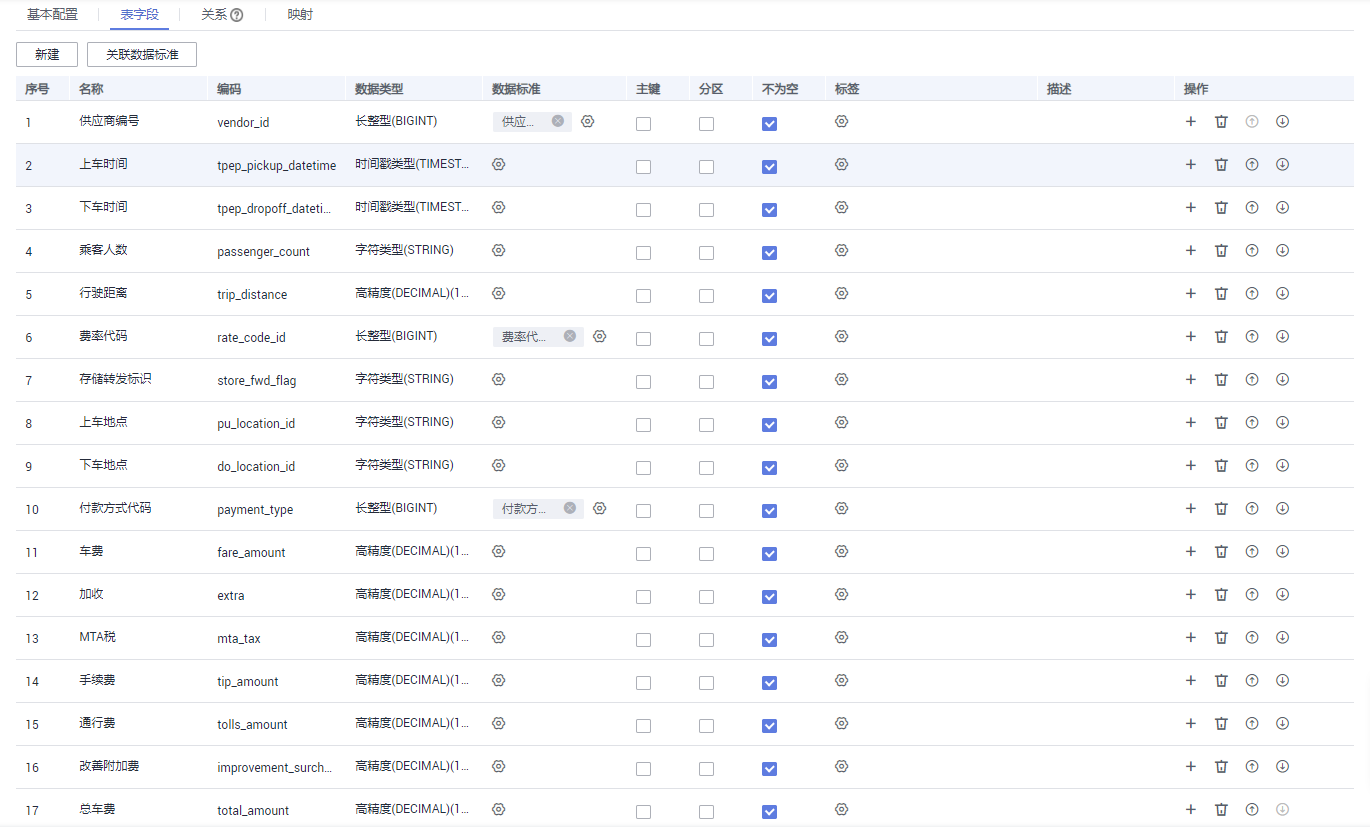 基本配置 表字段 关系 ? 映射
新建 关联数据标准
序号 名称 编码 数据类型 数据标准 主键 分区 不为空 标签 描述 操作
1 供应商编号 vendor_id 长整型(BIGINT) 供应...
2 上车时间 tpep_pickup_datetime 时间戳类型(TIMEST...
3 下车时间 tpep_dropoff_dateti... 时间戳类型(TIMEST...
4 乘客人数 passenger_count 字符类型(STRING)
5 行驶距离 trip_distance 高精度(DECIMAL)(1...
6 费率代码 rate_code_id 长整型(BIGINT) 费率代...
7 存储转发标识 store_fwd_flag 字符类型(STRING)
8 上车地点 pu_location_id 字符类型(STRING)
9 下车地点 do_location_id 字符类型(STRING)
10 付款方式代码 payment_type 长整型(BIGINT) 付款方...
11 车费 fare_amount 高精度(DECIMAL)(1...
12 加收 extra 高精度(DECIMAL)(1...
13 MTA税 mta_tax 高精度(DECIMAL)(1...
14 手续费 tip_amount 高精度(DECIMAL)(1...
15 通行费 tolls_amount 高精度(DECIMAL)(1...
16 改善附加费 improvement_surch... 高精度(DECIMAL)(1...
17 总车费 total_amount 高精度(DECIMAL)(1...